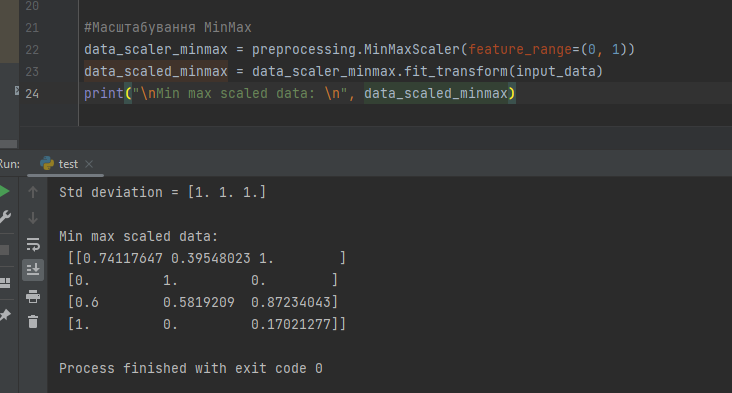 20
21 #Масштабування MinMax
22 data_scaler_minmax = preprocessing.MinMaxScaler(feature_range=(0, 1))
23 data_scaled_minmax = data_scaler_minmax.fit_transform(input_data)
24 print("\nMin max scaled data: \n", data_scaled_minmax)
Run: test ×
Std deviation = [1. 1. 1.]
Min max scaled data:
[[0.74117647 0.39548023 1.        ]
[0.         1.         0.        ]
[0.6        0.5819209  0.87234043]
[1.         0.         0.17021277]]
Process finished with exit code 0